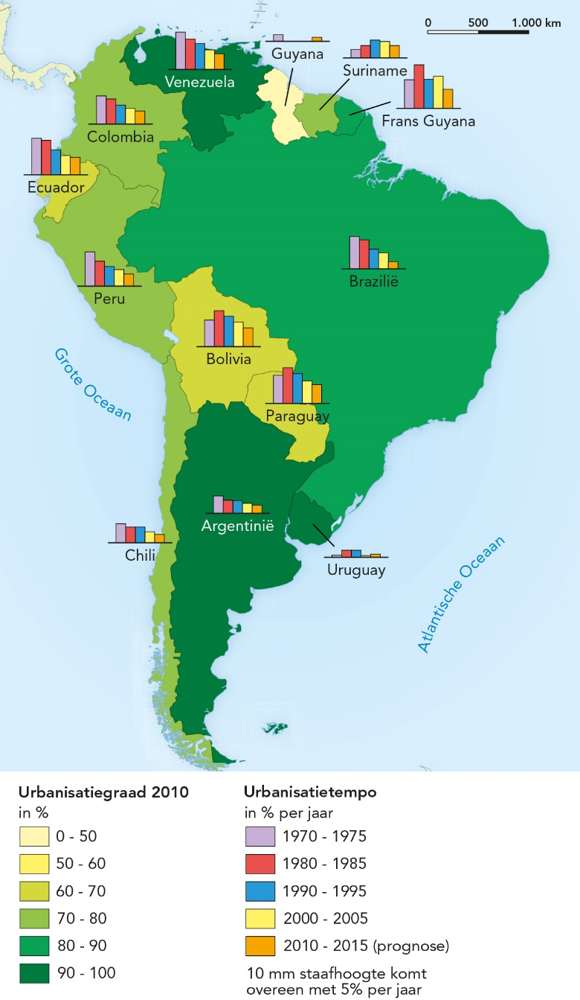 0 500 1.000 km
Guyana
Suriname
Venezuela
Frans Guyana
Colombia
Ecuador
Brazilië
Peru
Bolivia
Grote Oceaan
Paraguay
Argentinië
Chili
Uruguay
Atlantische Oceaan
Urbanisatiegraad 2010
in %
0 - 50
50 - 60
60 - 70
70 - 80
80 - 90
90 - 100
Urbanisatietempo
in % per jaar
1970 - 1975
1980 - 1985
1990 - 1995
2000 - 2005
2010 - 2015 (prognose)
10 mm staafhoogte komt
overeen met 5% per jaar